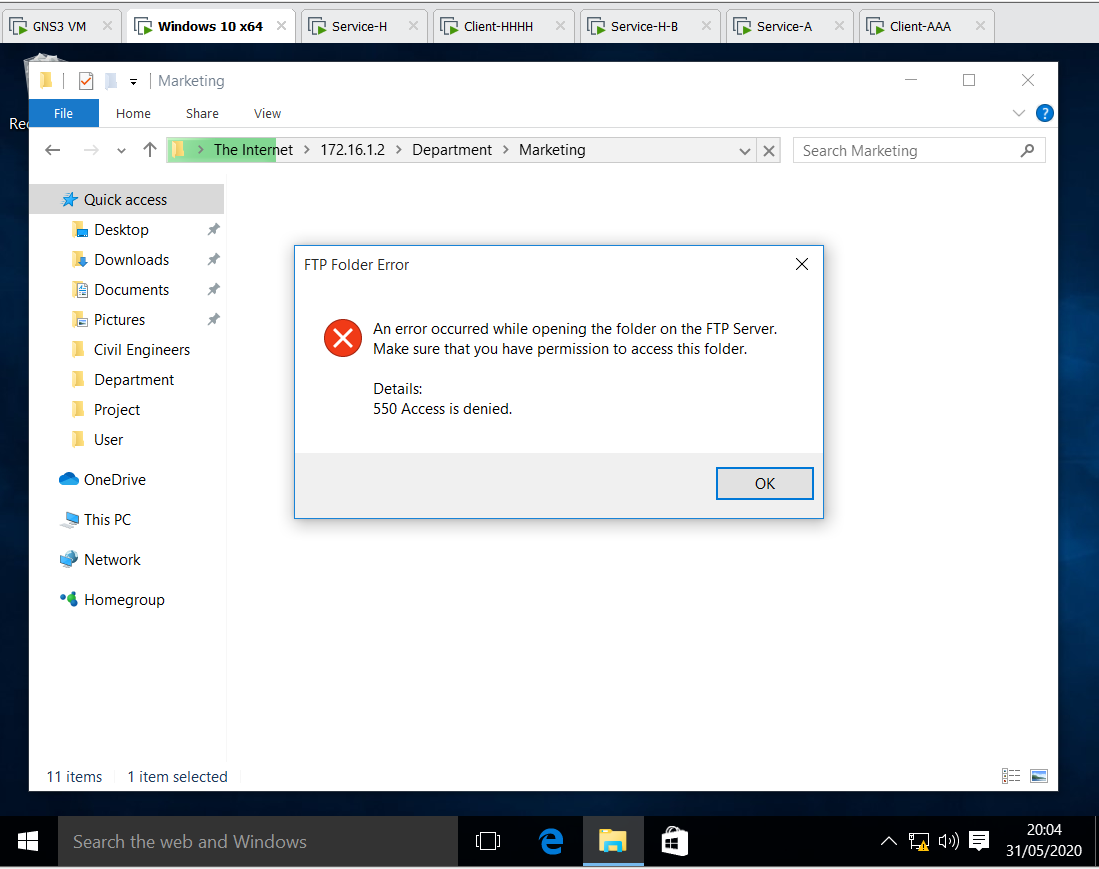 GNS3 VM
Windows 10 x64
Service-H
Client-HHHH
Service-H-B
Service-A
Client-AAA
Marketing
File
Home
Share
View
?
The Internet
172.16.1.2
Department
Marketing
Search Marketing
Rec
Quick access
Desktop
Downloads
Documents
Pictures
Civil Engineers
Department
Project
User
OneDrive
This PC
Network
Homegroup
FTP Folder Error
An error occurred while opening the folder on the FTP Server.
Make sure that you have permission to access this folder.
Details:
550 Access is denied.
OK
11 items
1 item selected
Search the web and Windows
20:04
31/05/2020